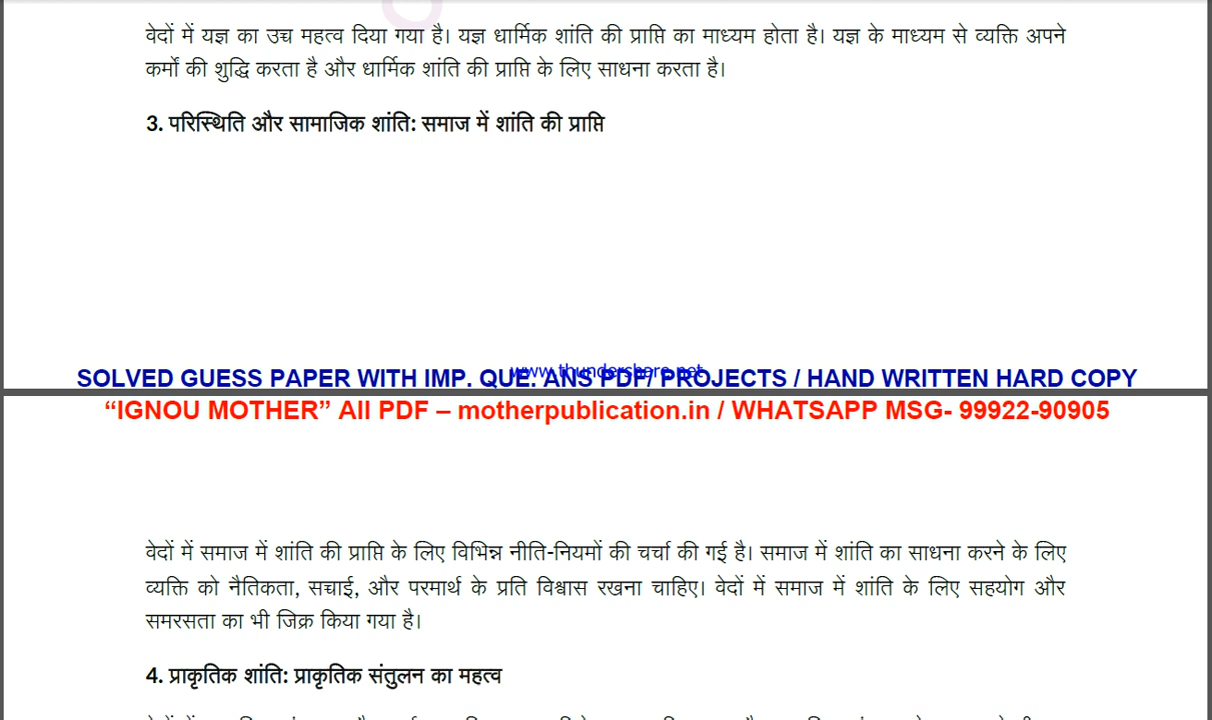 वेदों में यज्ञ का उच्च महत्व दिया गया है। यज्ञ धार्मिक शांति की प्राप्ति का माध्यम होता है। यज्ञ के माध्यम से व्यक्ति अपने
कर्मों की शुद्धि करता है और धार्मिक शांति की प्राप्ति के लिए साधना करता है।
3. परिस्थिति और सामाजिक शांति: समाज में शांति की प्राप्ति
www.thundershare.net
SOLVED GUESS PAPER WITH IMP. QUE. ANS PDF/ PROJECTS / HAND WRITTEN HARD COPY
“IGNOU MOTHER” All PDF – motherpublication.in / WHATSAPP MSG- 99922-90905
वेदों में समाज में शांति की प्राप्ति के लिए विभिन्न नीति-नियमों की चर्चा की गई है। समाज में शांति का साधना करने के लिए
व्यक्ति को नैतिकता, सच्चाई, और परमार्थ के प्रति विश्वास रखना चाहिए। वेदों में समाज में शांति के लिए सहयोग और
समरसता का भी जिक्र किया गया है।
4. प्राकृतिक शांति: प्राकृतिक संतुलन का महत्व